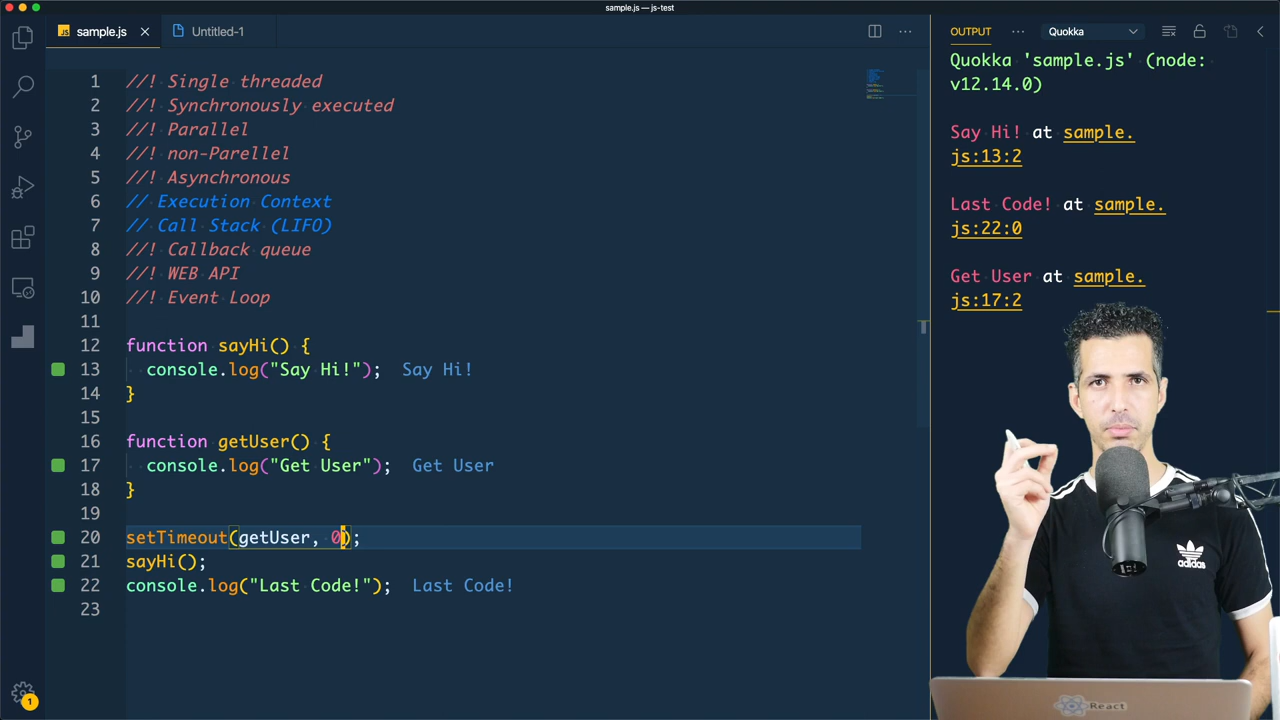 sample.js — js-test
JS sample.js
Untitled-1
OUTPUT
Quokka
1 //! Single threaded
2 //! Synchronously executed
3 //! Parallel
4 //! non-Parellel
5 //! Asynchronous
6 // Execution Context
7 // Call Stack (LIFO)
8 //! Callback queue
9 //! WEB API
10 //! Event Loop
11
12 function sayHi() {
13 console.log("Say Hi!"); Say Hi!
14 }
15
16 function getUser() {
17 console.log("Get User"); Get User
18 }
19
20 setTimeout(getUser, 0);
21 sayHi();
22 console.log("Last Code!"); Last Code!
23
Quokka 'sample.js' (node:
v12.14.0)
Say Hi! at sample.
js:13:2
Last Code! at sample.
js:22:0
Get User at sample.
js:17:2
adidas
React
1